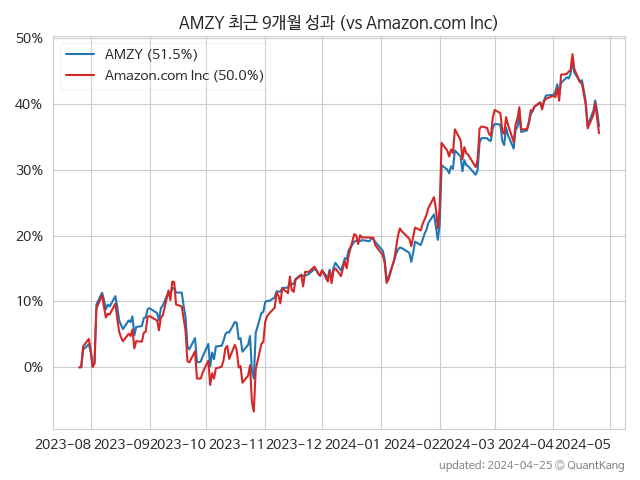 AMZY 최근 9개월 성과 (vs Amazon.com Inc)
50%
AMZY (51.5%)
Amazon.com Inc (50.0%)
40%
30%
20%
10%
0%
2023-08 2023-09 2023-10 2023-11 2023-12 2024-01 2024-02 2024-03 2024-04 2024-05
updated: 2024-04-25 © QuantKang